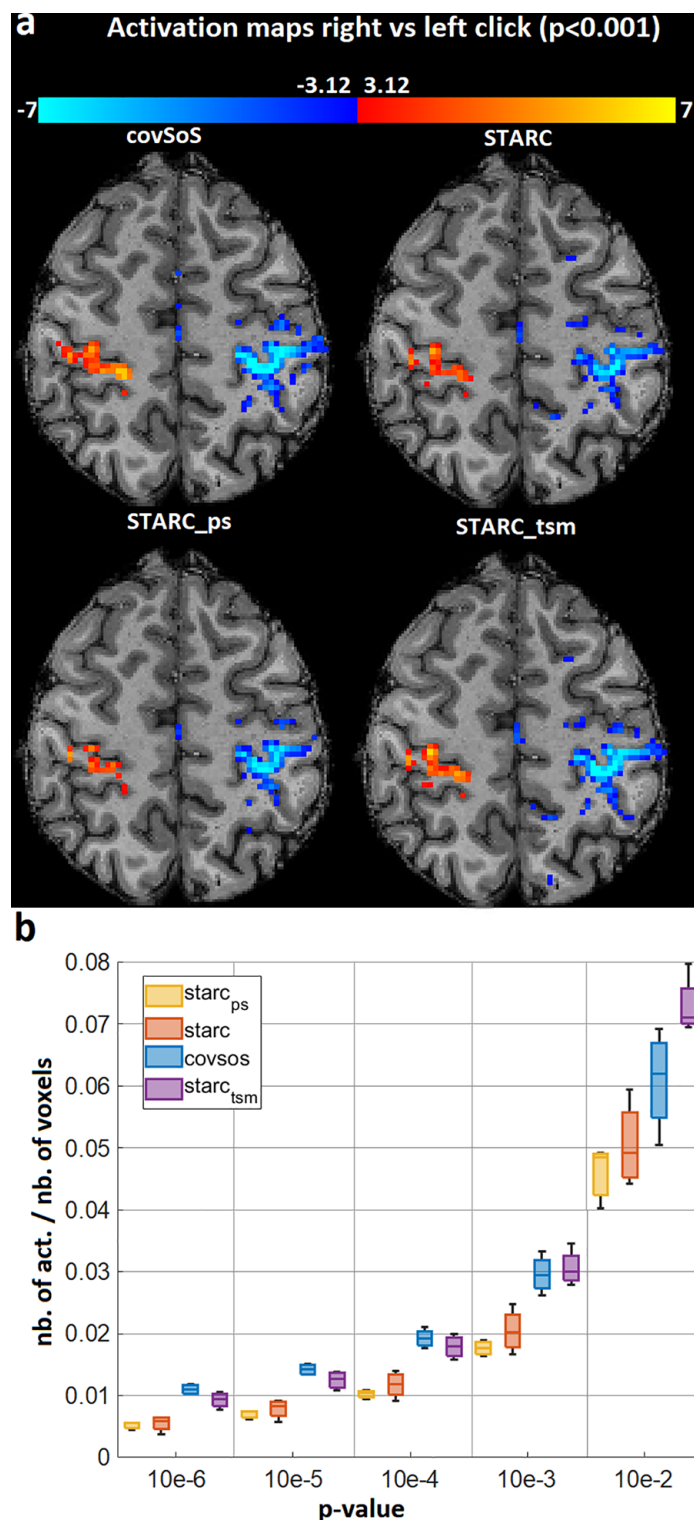 a
Activation maps right vs left click (p<0.001)
-7 -3.12 3.12 7
covSoS STARC
STARC_ps STARC_tsm
b
nb. of act. / nb. of voxels
0.08
0.07
0.06
0.05
0.04
0.03
0.02
0.01
0
starc_ps
starc
covsos
starc_tsm
10e-6 10e-5 10e-4 10e-3 10e-2
p-value